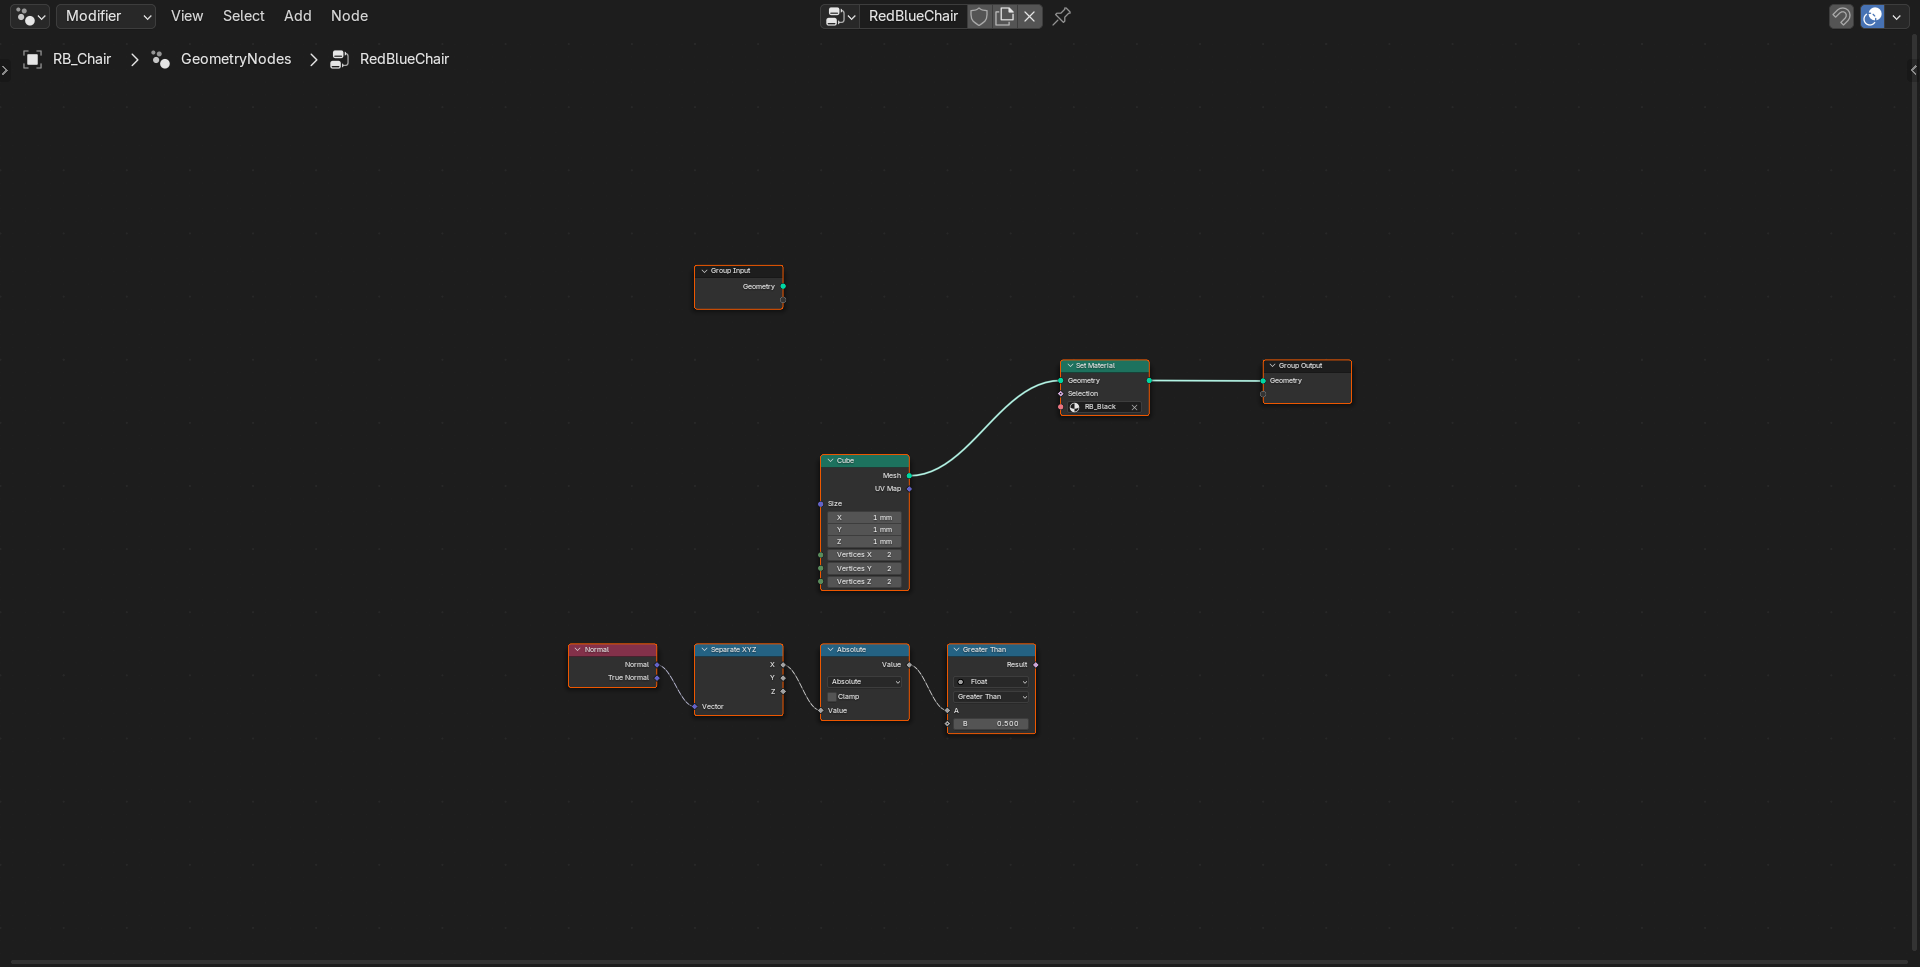 Modifier View Select Add Node RedBlueChair
RB_Chair GeometryNodes RedBlueChair
Group Input
Geometry
Set Material
Geometry
Selection
RB_Black
Group Output
Geometry
Cube
Mesh
UV Map
Size
X 1 mm
Y 1 mm
Z 1 mm
Vertices X 2
Vertices Y 2
Vertices Z 2
Normal
Normal
True Normal
Separate XYZ
X
Y
Z
Vector
Absolute
Value
Absolute
Clamp
Value
Greater Than
Result
Float
Greater Than
A
B 0.500